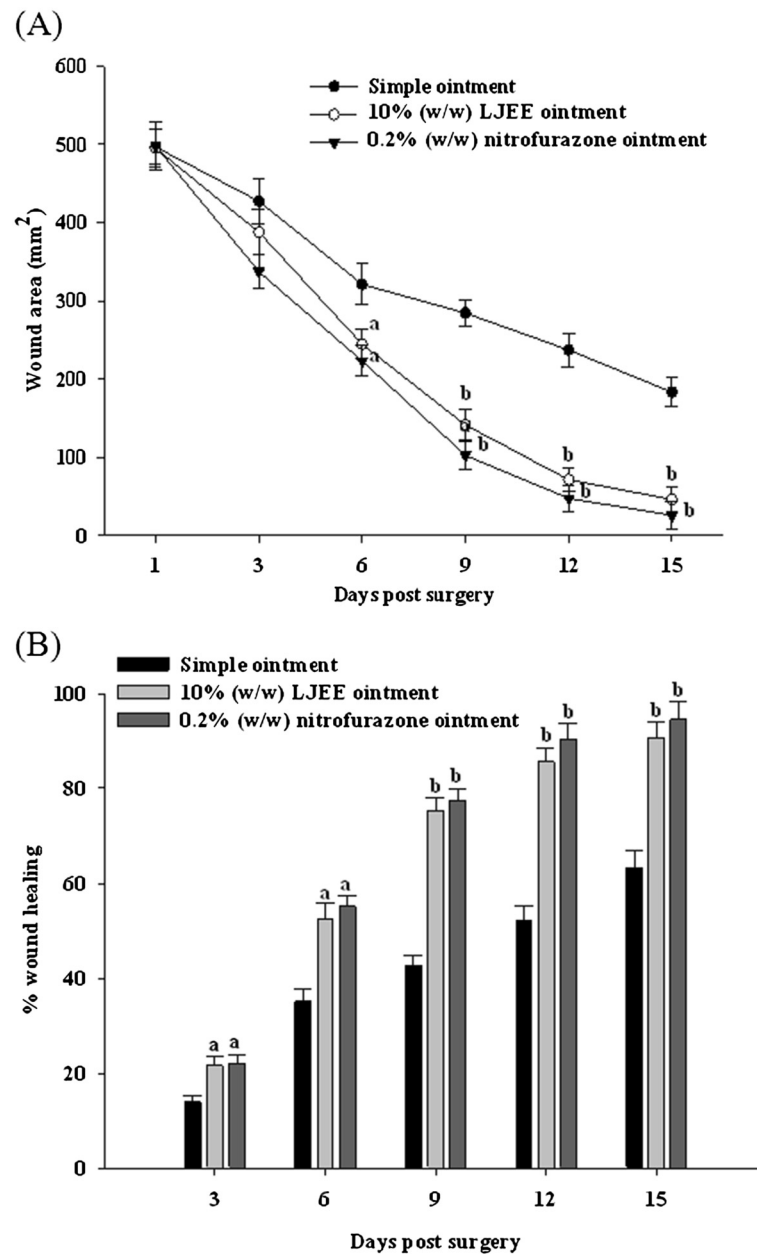 (A)
600
500
400
300
200
100
0
Wound area (mm²)
Simple ointment
10% (w/w) LJEE ointment
0.2% (w/w) nitrofurazone ointment
a
a
b
b
b
b
b
b
1 3 6 9 12 15
Days post surgery
(B)
100
80
60
40
20
0
% wound healing
Simple ointment
10% (w/w) LJEE ointment
0.2% (w/w) nitrofurazone ointment
a a
a a
b b
b b
b b
3 6 9 12 15
Days post surgery